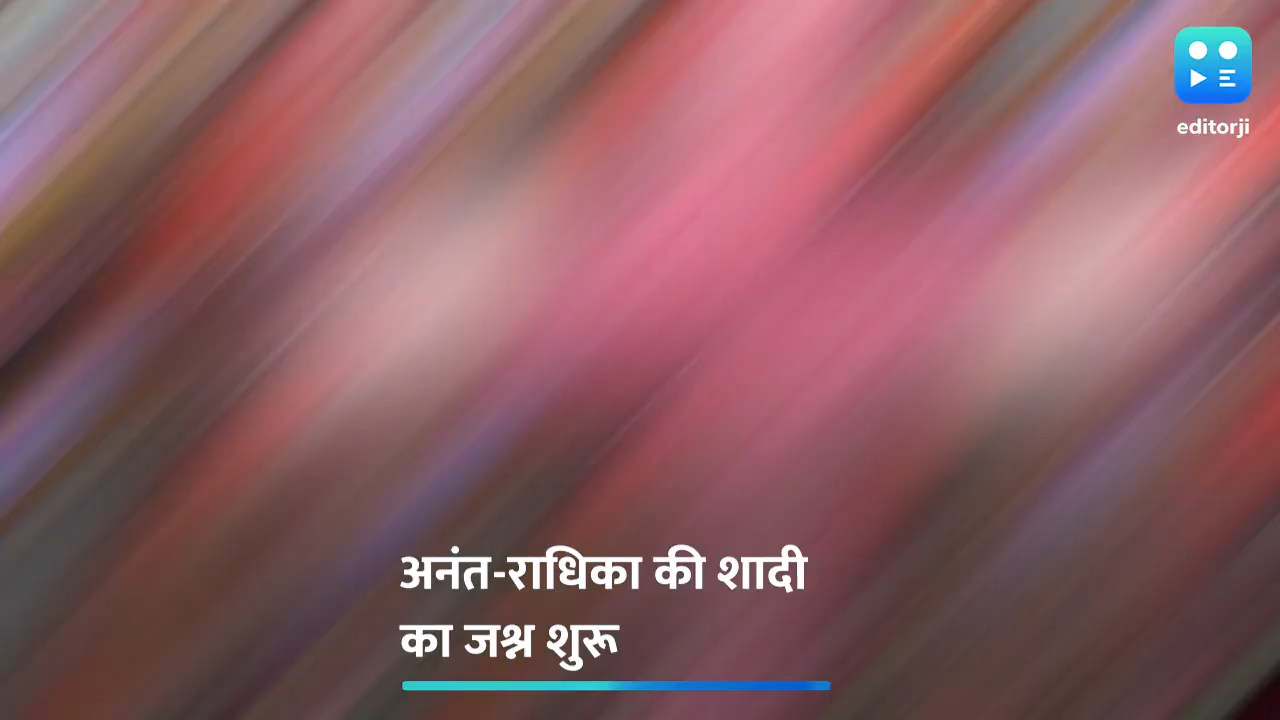 editorji
अनंत-राधिका की शादी
का जश्न शुरू